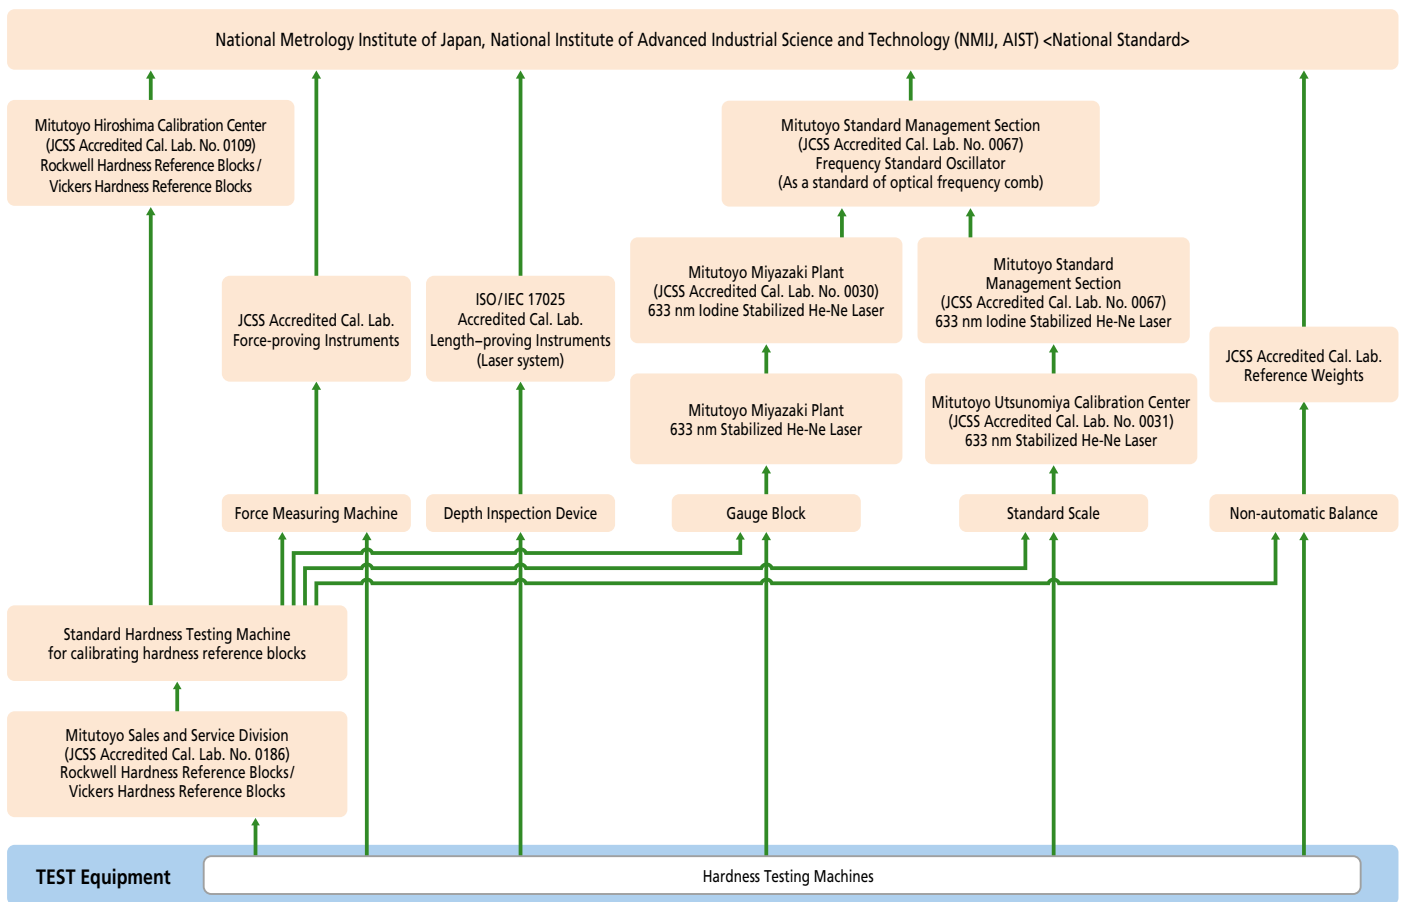 National Metrology Institute of Japan, National Institute of Advanced Industrial Science and Technology (NMIJ, AIST) <National Standard>
Mitutoyo Hiroshima Calibration Center
(JCSS Accredited Cal. Lab. No. 0109)
Rockwell Hardness Reference Blocks /
Vickers Hardness Reference Blocks
Mitutoyo Standard Management Section
(JCSS Accredited Cal. Lab. No. 0067)
Frequency Standard Oscillator
(As a standard of optical frequency comb)
JCSS Accredited Cal. Lab.
Force-proving Instruments
ISO/IEC 17025
Accredited Cal. Lab.
Length–proving Instruments
(Laser system)
Mitutoyo Miyazaki Plant
(JCSS Accredited Cal. Lab. No. 0030)
633 nm Iodine Stabilized He-Ne Laser
Mitutoyo Standard
Management Section
(JCSS Accredited Cal. Lab. No. 0067)
633 nm Iodine Stabilized He-Ne Laser
JCSS Accredited Cal. Lab.
Reference Weights
Mitutoyo Miyazaki Plant
633 nm Stabilized He-Ne Laser
Mitutoyo Utsunomiya Calibration Center
(JCSS Accredited Cal. Lab. No. 0031)
633 nm Stabilized He-Ne Laser
Force Measuring Machine
Depth Inspection Device
Gauge Block
Standard Scale
Non-automatic Balance
Standard Hardness Testing Machine
for calibrating hardness reference blocks
Mitutoyo Sales and Service Division
(JCSS Accredited Cal. Lab. No. 0186)
Rockwell Hardness Reference Blocks/
Vickers Hardness Reference Blocks
TEST Equipment
Hardness Testing Machines